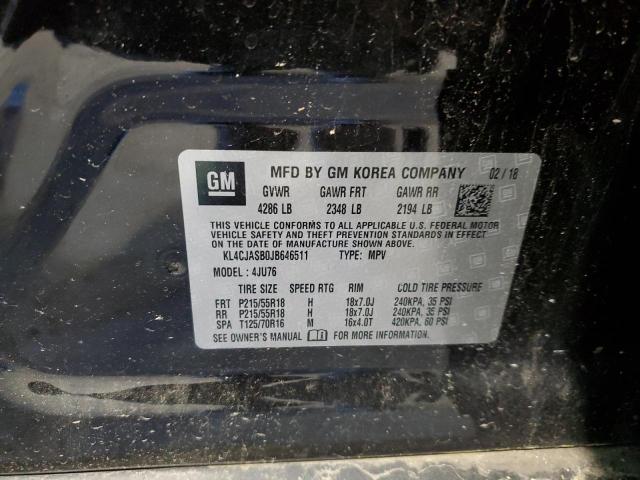 GM MFD BY GM KOREA COMPANY 02/18
GVWR GAWR FRT GAWR RR
4286 LB 2348 LB 2194 LB
THIS VEHICLE CONFORMS TO ALL APPLICABLE U.S. FEDERAL MOTOR
VEHICLE SAFETY AND THEFT PREVENTION STANDARDS IN EFFECT ON
THE DATE OF MANUFACTURE SHOWN ABOVE.
KL4CJASB0JB646511 TYPE: MPV
MODEL: 4JU76
TIRE SIZE SPEED RTG RIM COLD TIRE PRESSURE
FRT P215/55R18 H 18x7.0J 240KPA, 35 PSI
RR P215/55R18 H 18x7.0J 240KPA, 35 PSI
SPA T125/70R16 M 16x4.0T 420KPA, 60 PSI
SEE OWNER'S MANUAL FOR MORE INFORMATION.